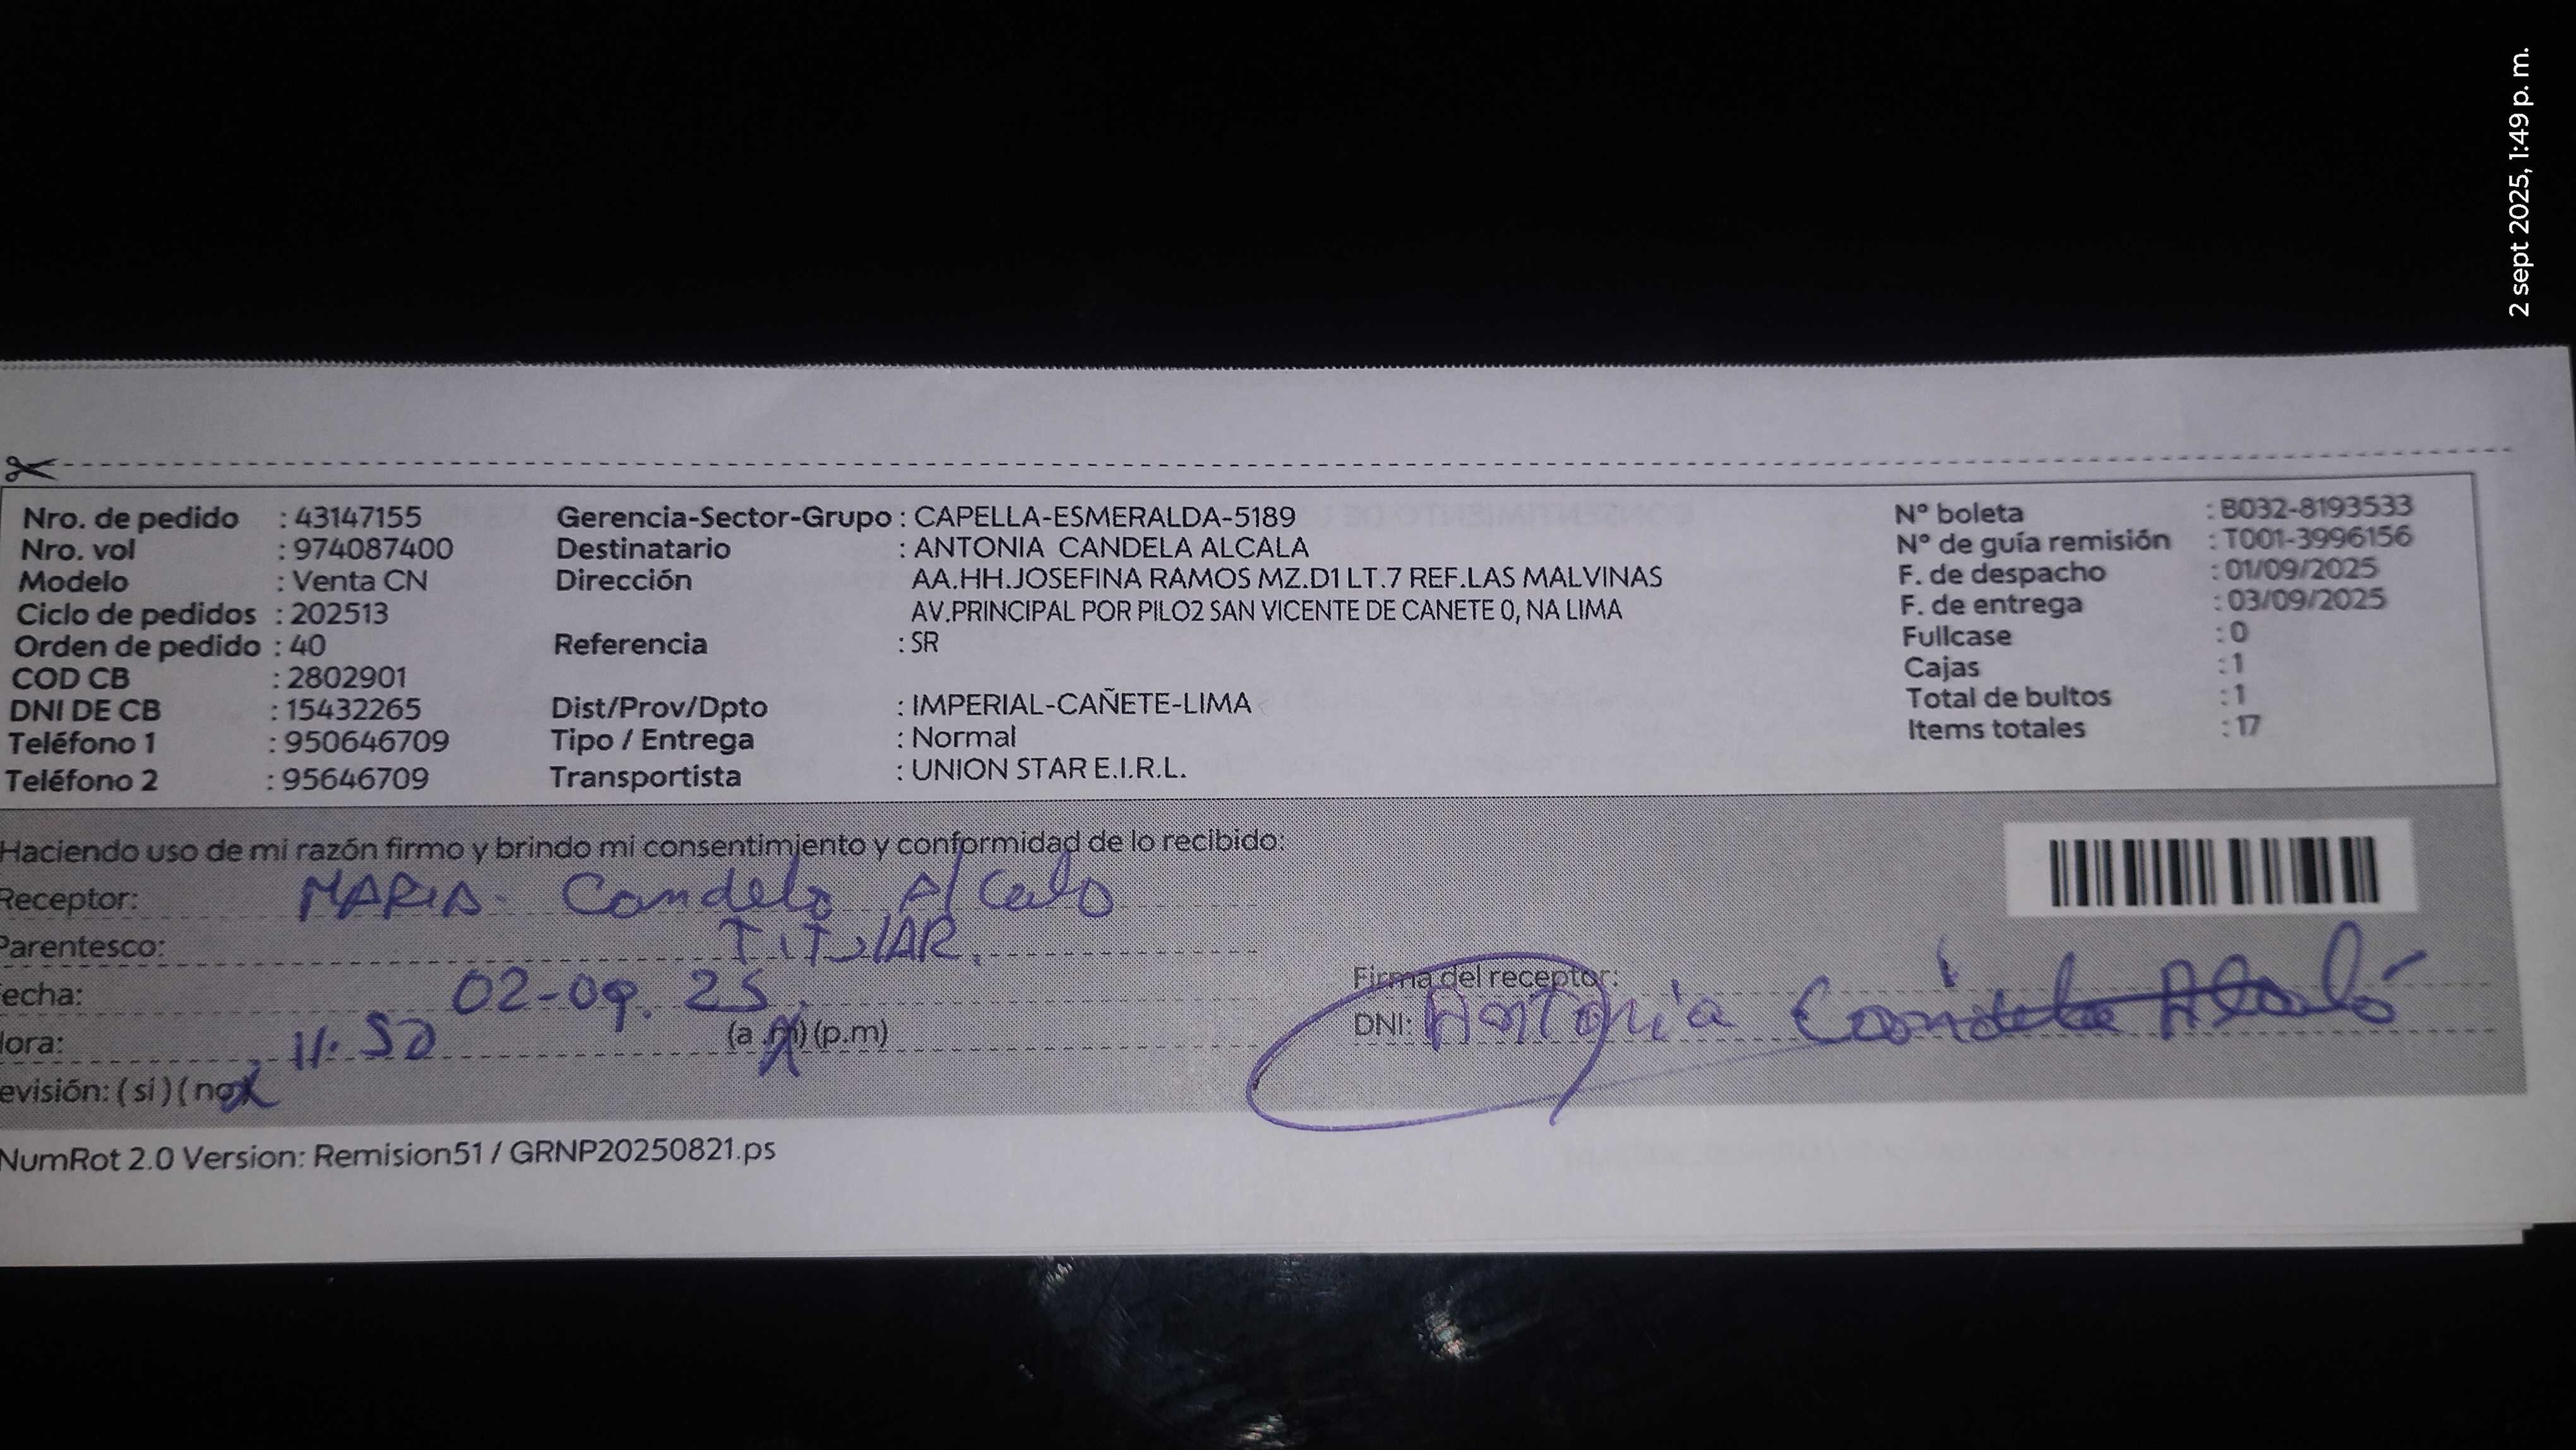 2 sept 2025, 1:49 p. m.
Nro. de pedido : 43147155
Nro. vol : 974087400
Modelo : Venta CN
Ciclo de pedidos : 202513
Orden de pedido : 40
COD CB : 2802901
DNI DE CB : 15432265
Teléfono 1 : 950646709
Teléfono 2 : 95646709
Gerencia-Sector-Grupo : CAPELLA-ESMERALDA-5189
Destinatario : ANTONIA CANDELA ALCALA
Dirección AA.HH.JOSEFINA RAMOS MZ.D1 LT.7 REF.LAS MALVINAS
AV.PRINCIPAL POR PILO2 SAN VICENTE DE CANETE 0, NA LIMA
Referencia : SR
Dist/Prov/Dpto : IMPERIAL-CAÑETE-LIMA
Tipo / Entrega : Normal
Transportista : UNION STAR E.I.R.L.
N° boleta : B032-8193533
N° de guía remisión : T001-3996156
F. de despacho : 01/09/2025
F. de entrega : 03/09/2025
Fullcase : 0
Cajas : 1
Total de bultos : 1
Items totales : 17
Haciendo uso de mi razón firmo y brindo mi consentimiento y conformidad de lo recibido:
Receptor: MARIA Candela Alcala
Parentesco: TITULAR.
echa: 02-09. 25.
ora: 11:50 (a.m) (p.m)
evisión: (si) (no)
Firma del receptor:
DNI: Antonia Candela Alcalá
NumRot 2.0 Version: Remision51 / GRNP20250821.ps